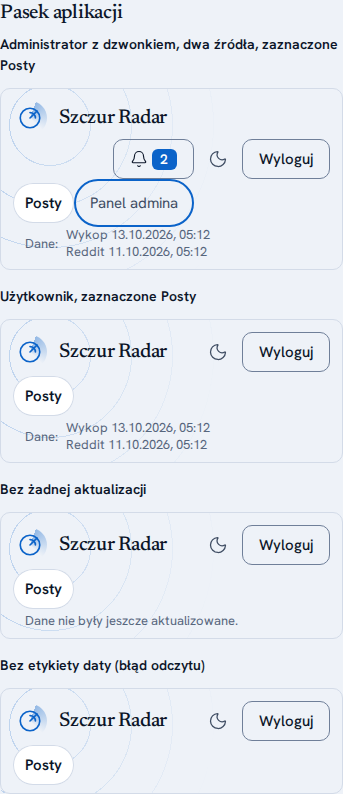 Pasek aplikacji
Administrator z dzwonkiem, dwa źródła, zaznaczone
Posty
Szczur Radar
2
Wyloguj
Posty
Panel admina
Dane:
Wykop 13.10.2026, 05:12
Reddit 11.10.2026, 05:12
Użytkownik, zaznaczone Posty
Szczur Radar
Wyloguj
Posty
Dane:
Wykop 13.10.2026, 05:12
Reddit 11.10.2026, 05:12
Bez żadnej aktualizacji
Szczur Radar
Wyloguj
Posty
Dane nie były jeszcze aktualizowane.
Bez etykiety daty (błąd odczytu)
Szczur Radar
Wyloguj
Posty